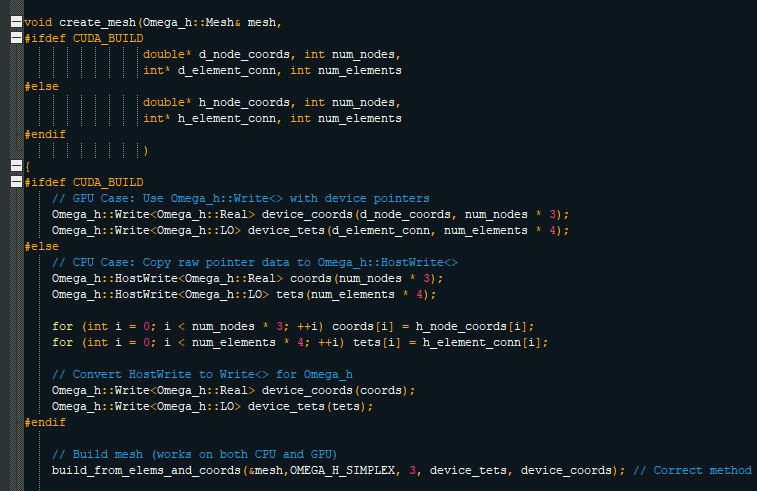 void create_mesh(Omega_h::Mesh& mesh,
#ifdef CUDA_BUILD
double* d_node_coords, int num_nodes,
int* d_element_conn, int num_elements
#else
double* h_node_coords, int num_nodes,
int* h_element_conn, int num_elements
#endif
)
{
#ifdef CUDA_BUILD
// GPU Case: Use Omega_h::Write<> with device pointers
Omega_h::Write<Omega_h::Real> device_coords(d_node_coords, num_nodes * 3);
Omega_h::Write<Omega_h::LO> device_tets(d_element_conn, num_elements * 4);
#else
// CPU Case: Copy raw pointer data to Omega_h::HostWrite<>
Omega_h::HostWrite<Omega_h::Real> coords(num_nodes * 3);
Omega_h::HostWrite<Omega_h::LO> tets(num_elements * 4);
for (int i = 0; i < num_nodes * 3; ++i) coords[i] = h_node_coords[i];
for (int i = 0; i < num_elements * 4; ++i) tets[i] = h_element_conn[i];
// Convert HostWrite to Write<> for Omega_h
Omega_h::Write<Omega_h::Real> device_coords(coords);
Omega_h::Write<Omega_h::LO> device_tets(tets);
#endif
// Build mesh (works on both CPU and GPU)
build_from_elems_and_coords(&mesh,OMEGA_H_SIMPLEX, 3, device_tets, device_coords); // Correct method